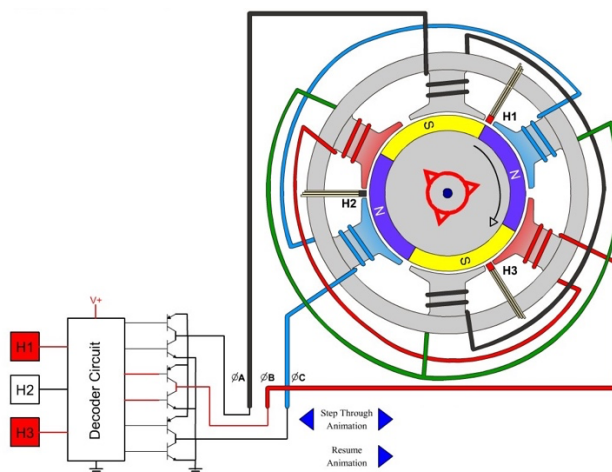 H1
S
N
H2
N
S
H3
V+
H1
H2
H3
Decoder Circuit
ØA
ØB
ØC
Step Through
Animation
Resume
Animation